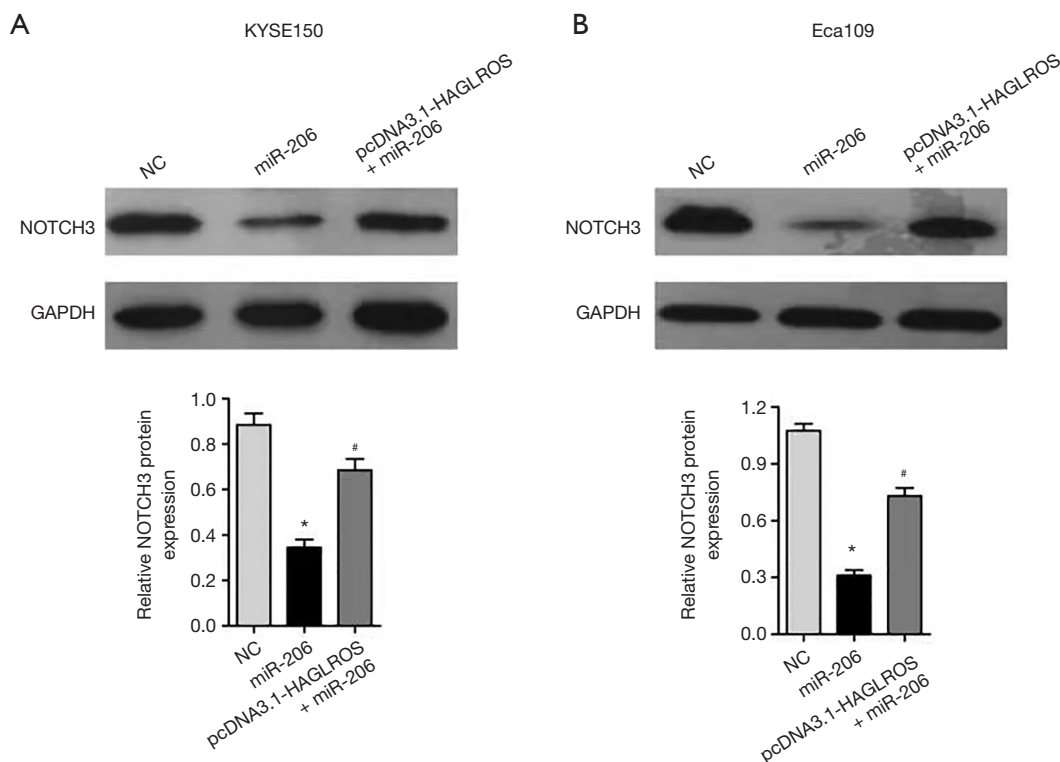 A
KYSE150
NC
miR-206
pcDNA3.1-HAGLROS
+ miR-206
NOTCH3
GAPDH
Relative NOTCH3 protein
expression
1.0
0.8
0.6
0.4
0.2
0.0
*
#
NC
miR-206
pcDNA3.1-HAGLROS
+ miR-206
B
Eca109
NC
miR-206
pcDNA3.1-HAGLROS
+ miR-206
NOTCH3
GAPDH
Relative NOTCH3 protein
expression
1.2
0.9
0.6
0.3
0.0
*
#
NC
miR-206
pcDNA3.1-HAGLROS
+ miR-206